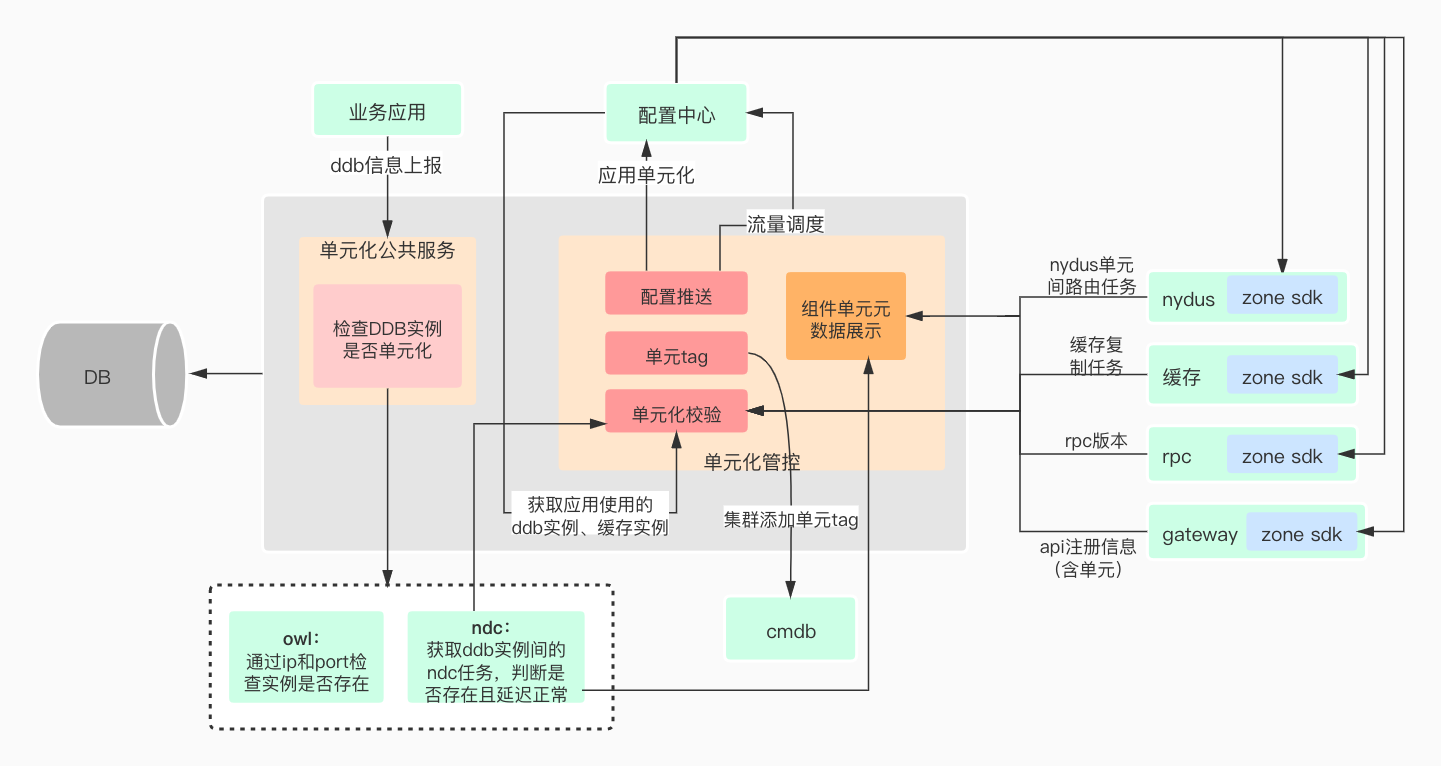 业务应用
配置中心
ddb信息上报
应用单元化
流量调度
单元化公共服务
检查DDB实例
是否单元化
配置推送
单元tag
单元化校验
组件单元元
数据展示
单元化管控
DB
nydus单元
间路由任务
nydus
zone sdk
缓存复
制任务
缓存
zone sdk
rpc版本
rpc
zone sdk
gateway
zone sdk
api注册信息
（含单元）
获取应用使用的
ddb实例、缓存实例
集群添加单元tag
owl：
通过ip和port检
查实例是否存在
ndc：
获取ddb实例间的
ndc任务，判断是
否存在且延迟正常
cmdb